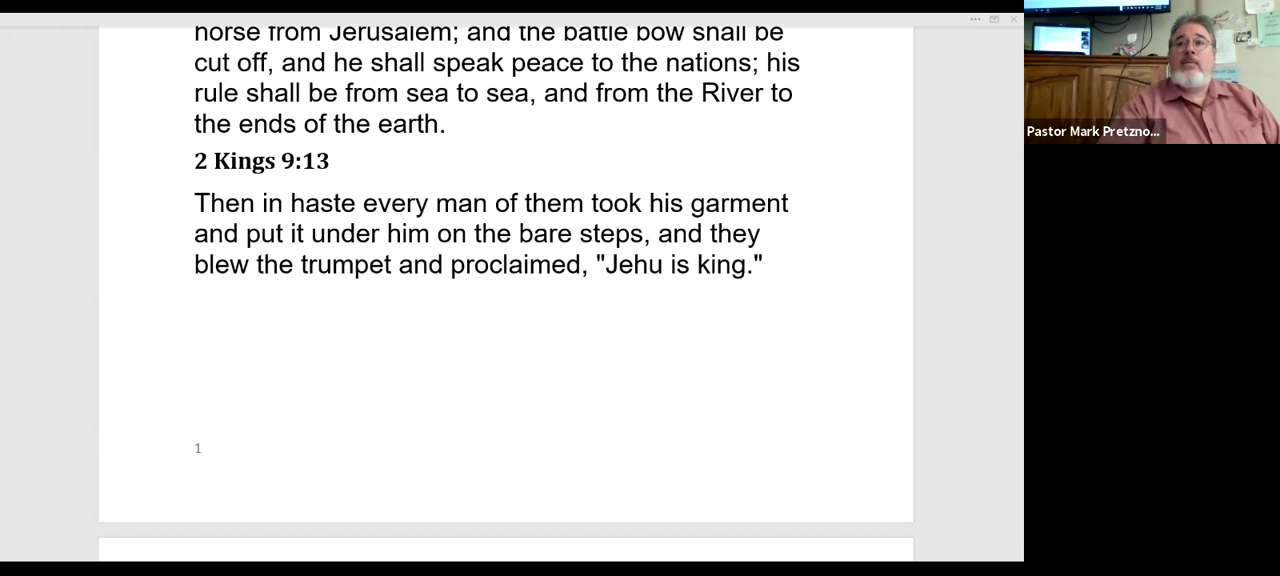 horse from Jerusalem; and the battle bow shall be
cut off, and he shall speak peace to the nations; his
rule shall be from sea to sea, and from the River to
the ends of the earth.
2 Kings 9:13
Then in haste every man of them took his garment
and put it under him on the bare steps, and they
blew the trumpet and proclaimed, "Jehu is king."
1
Pastor Mark Pretzno...